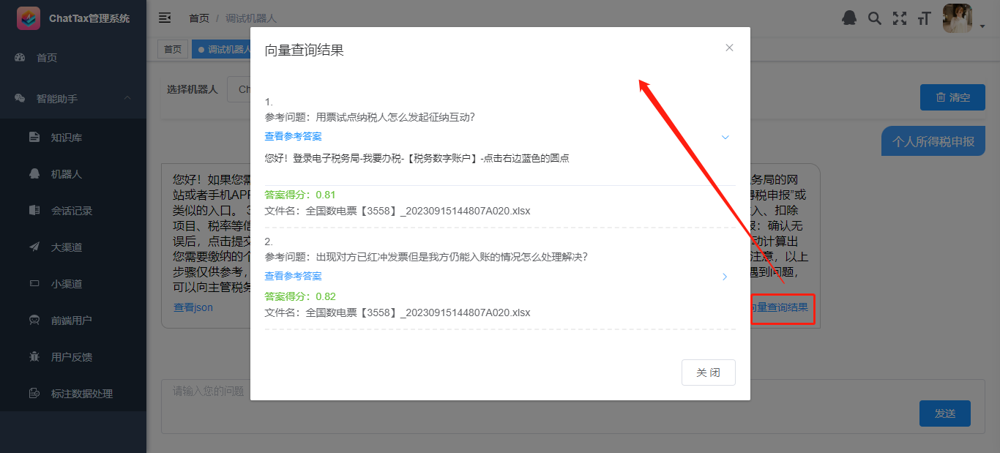 ChatTax管理系统
首页
智能助手
知识库
机器人
会话记录
大渠道
小渠道
前端用户
用户反馈
标注数据处理
首页 / 调试机器人
首页
调试机器人
选择机器人
Ch
清空
个人所得税申报
向量查询结果
1.
参考问题：用票试点纳税人怎么发起征纳互动？
查看参考答案
您好！登录电子税务局-我要办税-【税务数字账户】-点击右边蓝色的圆点
答案得分：0.81
文件名：全国数电票【3558】_20230915144807A020.xlsx
2.
参考问题：出现对方已红冲发票但是我方仍能入账的情况怎么处理解决？
查看参考答案
答案得分：0.82
文件名：全国数电票【3558】_20230915144807A020.xlsx
关 闭
您好！如果您需 务局的网
站或者手机APP 得税申报”或
类似的入口。 3 入、扣除
项目、税率等信 报：确认无
误后，点击提交 动计算出
您需要缴纳的个 注意，以上
步骤仅供参考， 遇到问题，
可以向主管税务
查看json
向量查询结果
请输入您的问题
发送